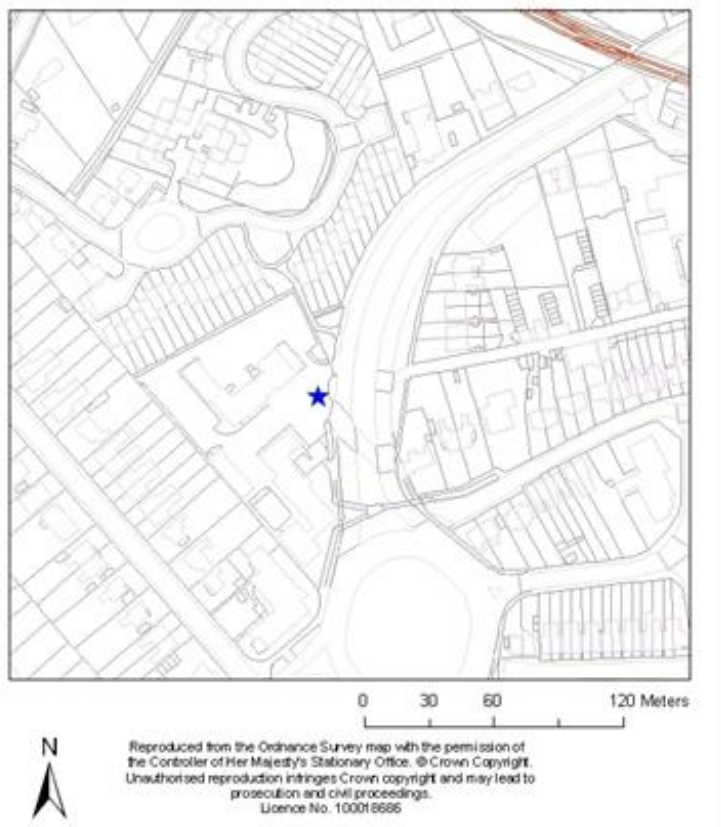 0 30 60 120 Meters
N
Reproduced from the Ordnance Survey map with the permission of
the Controller of Her Majesty's Stationary Office. © Crown Copyright.
Unauthorised reproduction infringes Crown copyright and may lead to
prosecution and civil proceedings.
Licence No. 100018686